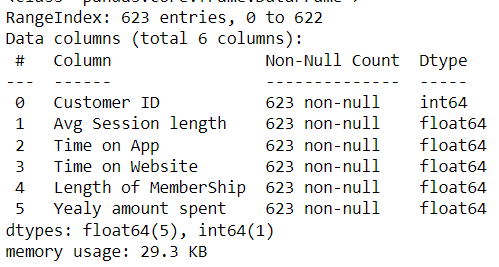 <class 'pandas.core.frame.DataFrame'>
RangeIndex: 623 entries, 0 to 622
Data columns (total 6 columns):
 #   Column               Non-Null Count  Dtype
---  ------               --------------  -----
 0   Customer ID          623 non-null    int64
 1   Avg Session length   623 non-null    float64
 2   Time on App          623 non-null    float64
 3   Time on Website      623 non-null    float64
 4   Length of MemberShip 623 non-null    float64
 5   Yealy amount spent   623 non-null    float64
dtypes: float64(5), int64(1)
memory usage: 29.3 KB